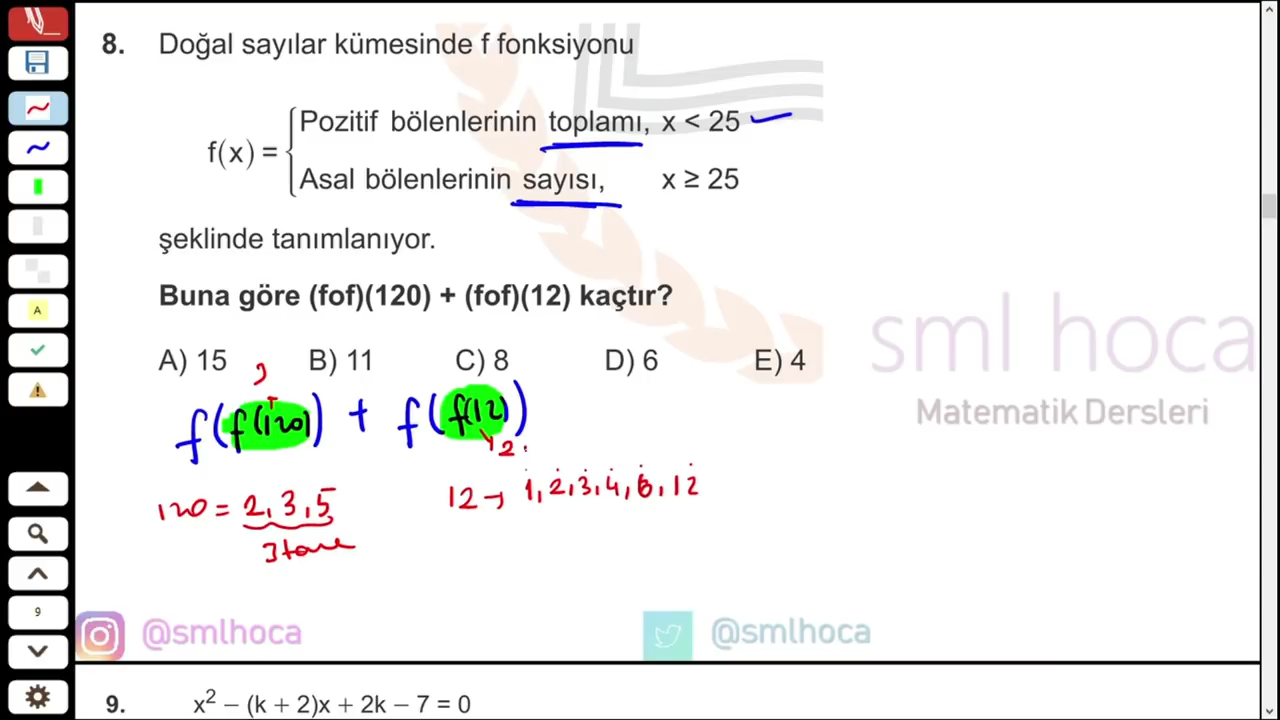 8. Doğal sayılar kümesinde f fonksiyonu
Pozitif bölenlerinin toplamı, x < 25
f(x) =
Asal bölenlerinin sayısı, x ≥ 25
şeklinde tanımlanıyor.
Buna göre (fof)(120) + (fof)(12) kaçtır?
A) 15 B) 11 C) 8 D) 6 E) 4
sml hoca
Matematik Dersleri
f(f(120)) + f(f(12))
2
120 = 2, 3, 5
12 → 1, 2, 3, 4, 6, 12
3 tane
@smlhoca @smlhoca
9. x² − (k + 2)x + 2k − 7 = 0
A
9